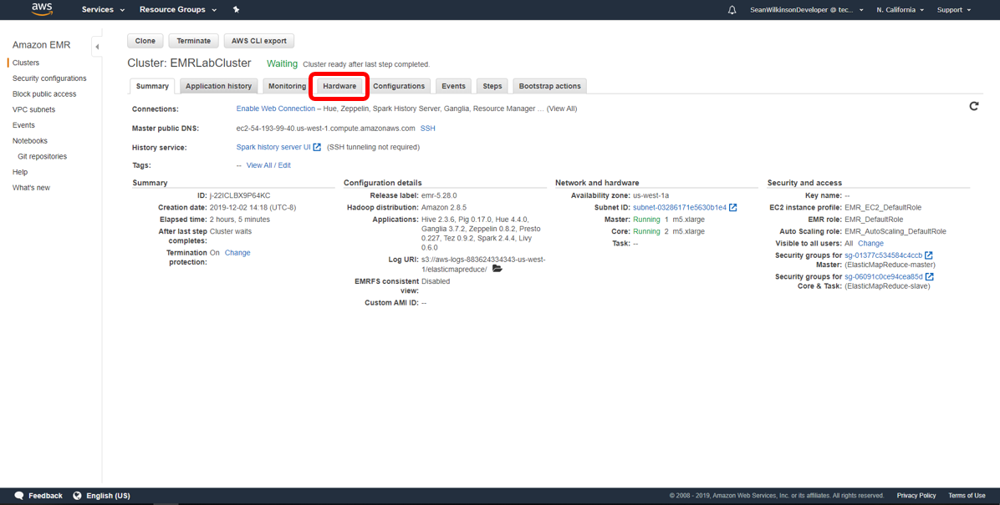 aws Services Resource Groups SeanWilkinsonDeveloper @ tec... N. California Support
Amazon EMR
Clusters
Security configurations
Block public access
VPC subnets
Events
Notebooks
Git repositories
Help
What's new
Clone Terminate AWS CLI export
Cluster: EMRLabCluster Waiting Cluster ready after last step completed.
Summary Application history Monitoring Hardware Configurations Events Steps Bootstrap actions
Connections: Enable Web Connection – Hue, Zeppelin, Spark History Server, Ganglia, Resource Manager ... (View All)
Master public DNS: ec2-54-193-99-40.us-west-1.compute.amazonaws.com SSH
History service: Spark history server UI (SSH tunneling not required)
Tags: -- View All / Edit
Summary
ID: j-22ICLBX9P64KC
Creation date: 2019-12-02 14:18 (UTC-8)
Elapsed time: 2 hours, 5 minutes
After last step Cluster waits
completes:
Termination On Change
protection:
Configuration details
Release label: emr-5.28.0
Hadoop distribution: Amazon 2.8.5
Applications: Hive 2.3.6, Pig 0.17.0, Hue 4.4.0,
Ganglia 3.7.2, Zeppelin 0.8.2, Presto
0.227, Tez 0.9.2, Spark 2.4.4, Livy
0.6.0
Log URI: s3://aws-logs-883624334343-us-west-
1/elasticmapreduce/
EMRFS consistent Disabled
view:
Custom AMI ID: --
Network and hardware
Availability zone: us-west-1a
Subnet ID: subnet-03286171e5630b1e4
Master: Running 1 m5.xlarge
Core: Running 2 m5.xlarge
Task: --
Security and access
Key name: --
EC2 instance profile: EMR_EC2_DefaultRole
EMR role: EMR_DefaultRole
Auto Scaling role: EMR_AutoScaling_DefaultRole
Visible to all users: All Change
Security groups for sg-01377c534584c4ccb
Master: (ElasticMapReduce-master)
Security groups for sg-06091c0ce94cea85d
Core & Task: (ElasticMapReduce-slave)
Feedback English (US) © 2008 - 2019, Amazon Web Services, Inc. or its affiliates. All rights reserved. Privacy Policy Terms of Use